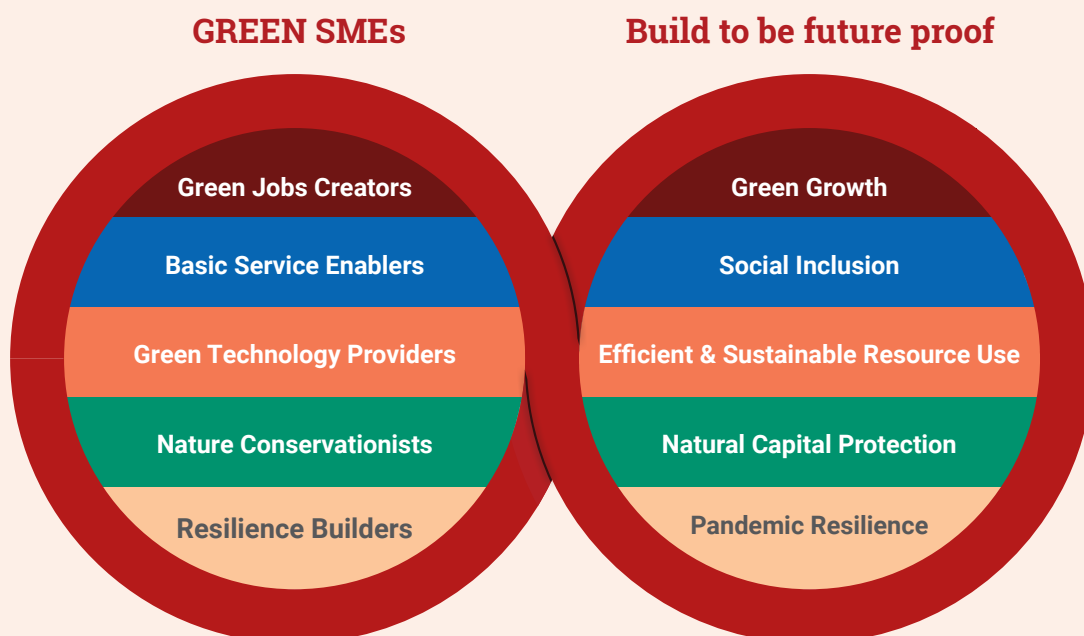 GREEN SMEs
Green Jobs Creators
Basic Service Enablers
Green Technology Providers
Nature Conservationists
Resilience Builders
Build to be future proof
Green Growth
Social Inclusion
Efficient & Sustainable Resource Use
Natural Capital Protection
Pandemic Resilience